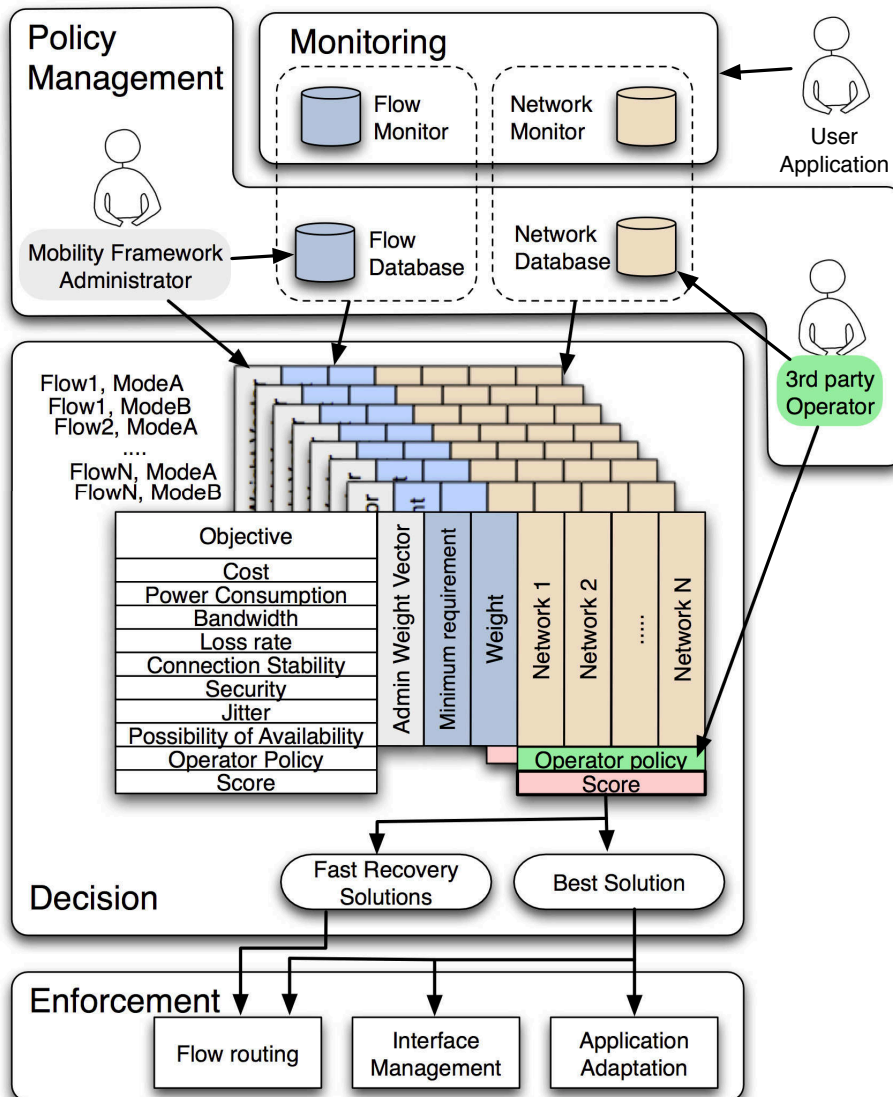 Policy
Management
Monitoring
Flow
Monitor
Network
Monitor
User
Application
Mobility Framework
Administrator
Flow
Database
Network
Database
3rd party
Operator
Flow1, ModeA
Flow1, ModeB
Flow2, ModeA
....
FlowN, ModeA
FlowN, ModeB
Objective
Cost
Power Consumption
Bandwidth
Loss rate
Connection Stability
Security
Jitter
Possibility of Availability
Operator Policy
Score
Admin Weight Vector
Minimum requirement
Weight
Network 1
Network 2
.....
Network N
Operator policy
Score
Fast Recovery
Solutions
Best Solution
Decision
Enforcement
Flow routing
Interface
Management
Application
Adaptation